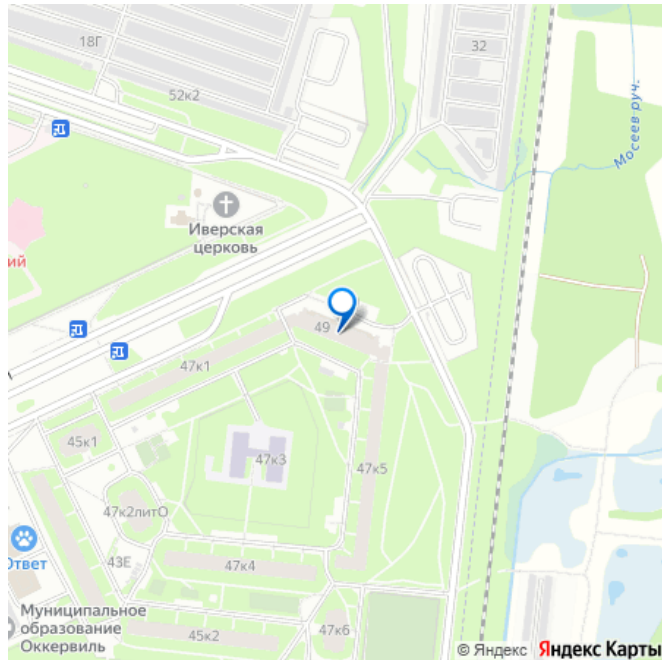 18Г
32
52к2
Мосеев руч.
Иверская
церковь
ий
49
47к1
45к1
47к3
47к5
47к2литО
43Е
Ответ
47к4
Муниципальное
образование
Оккервиль
45к2
47к6
© Яндекс Яндекс Карты